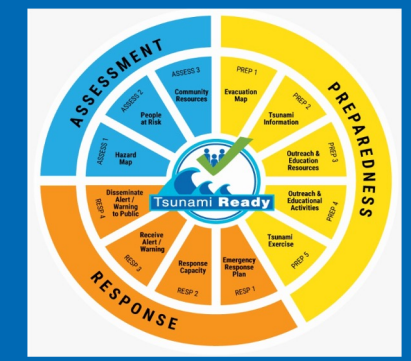 ASSESSMENT
ASSESS 1
Hazard
Map
ASSESS 2
People
at Risk
ASSESS 3
Community
Resources
PREPAREDNESS
PREP 1
Evacuation
Map
PREP 2
Tsunami
Information
PREP 3
Outreach &
Education
Resources
PREP 4
Outreach &
Educational
Activities
PREP 5
Tsunami
Exercise
RESPONSE
RESP 1
Emergency
Response
Plan
RESP 2
Response
Capacity
RESP 3
Receive
Alert /
Warning
RESP 4
Disseminate
Alert /
Warning
to Public
Tsunami Ready